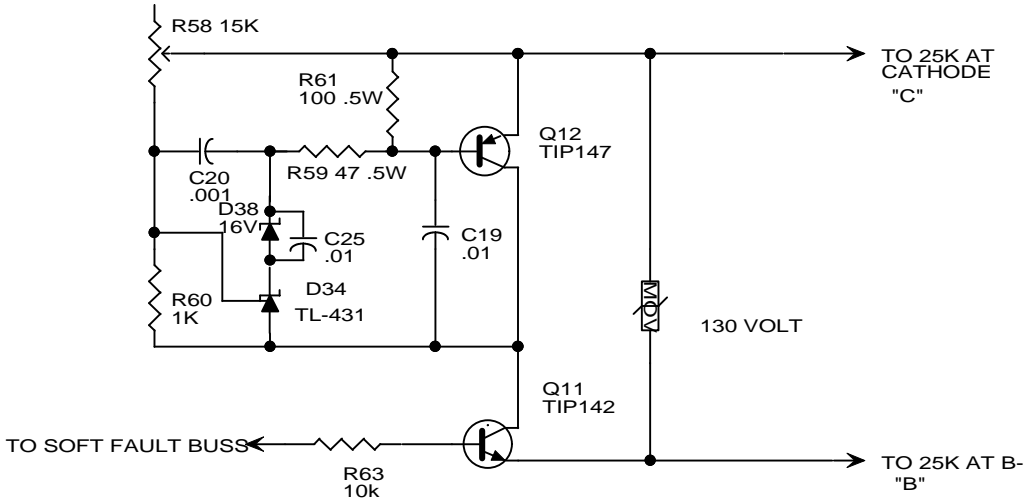 R58 15K
TO 25K AT
CATHODE
"C"
R61
100 .5W
Q12
TIP147
C20
.001
R59 47 .5W
D38
16V
C25
.01
C19
.01
R60
1K
D34
TL-431
MOV
130 VOLT
Q11
TIP142
TO SOFT FAULT BUSS
R63
10k
TO 25K AT B-
"B"